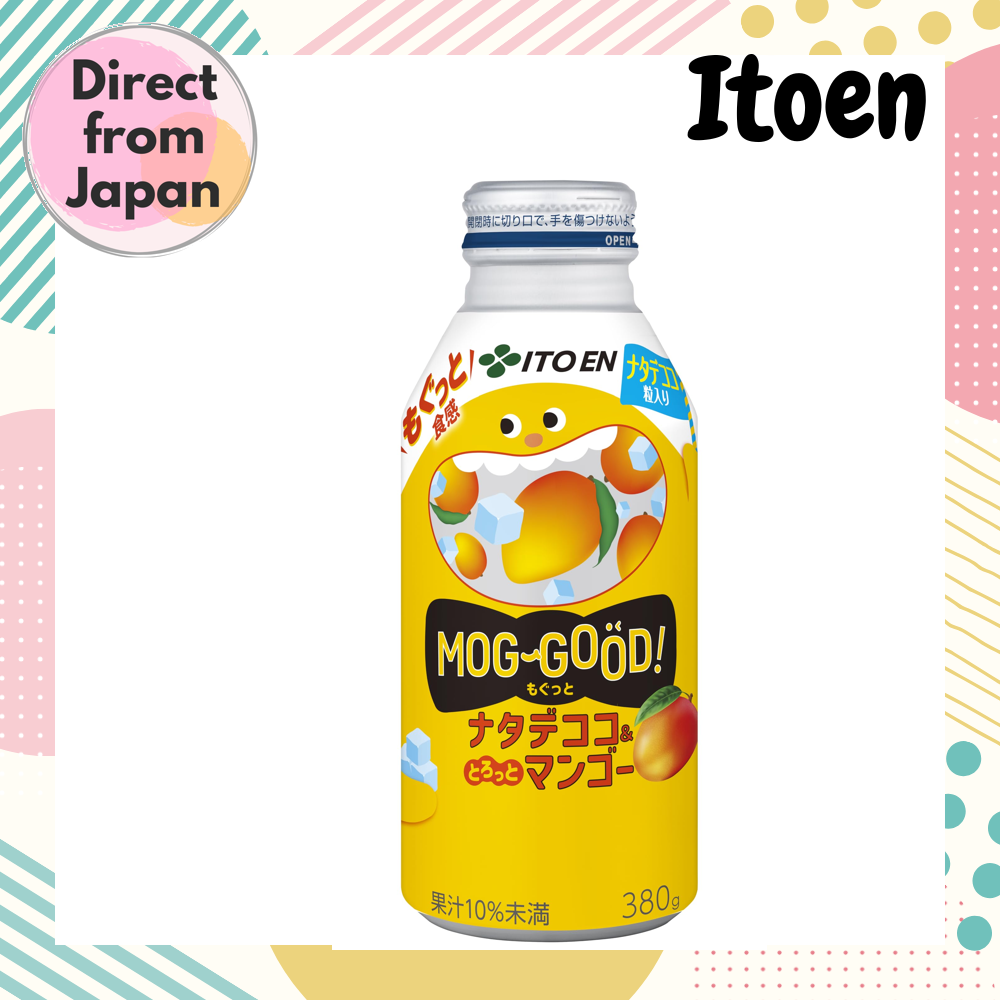 Direct
from
Japan
Itoen
開閉時に切り口で、手を傷つけないよう
OPEN
もぐっと
食感
ITO EN
ナタデココ
粒入り
MOG~GOÖD!
もぐっと
ナタデココ&
とろっと マンゴー
果汁10%未満
380g